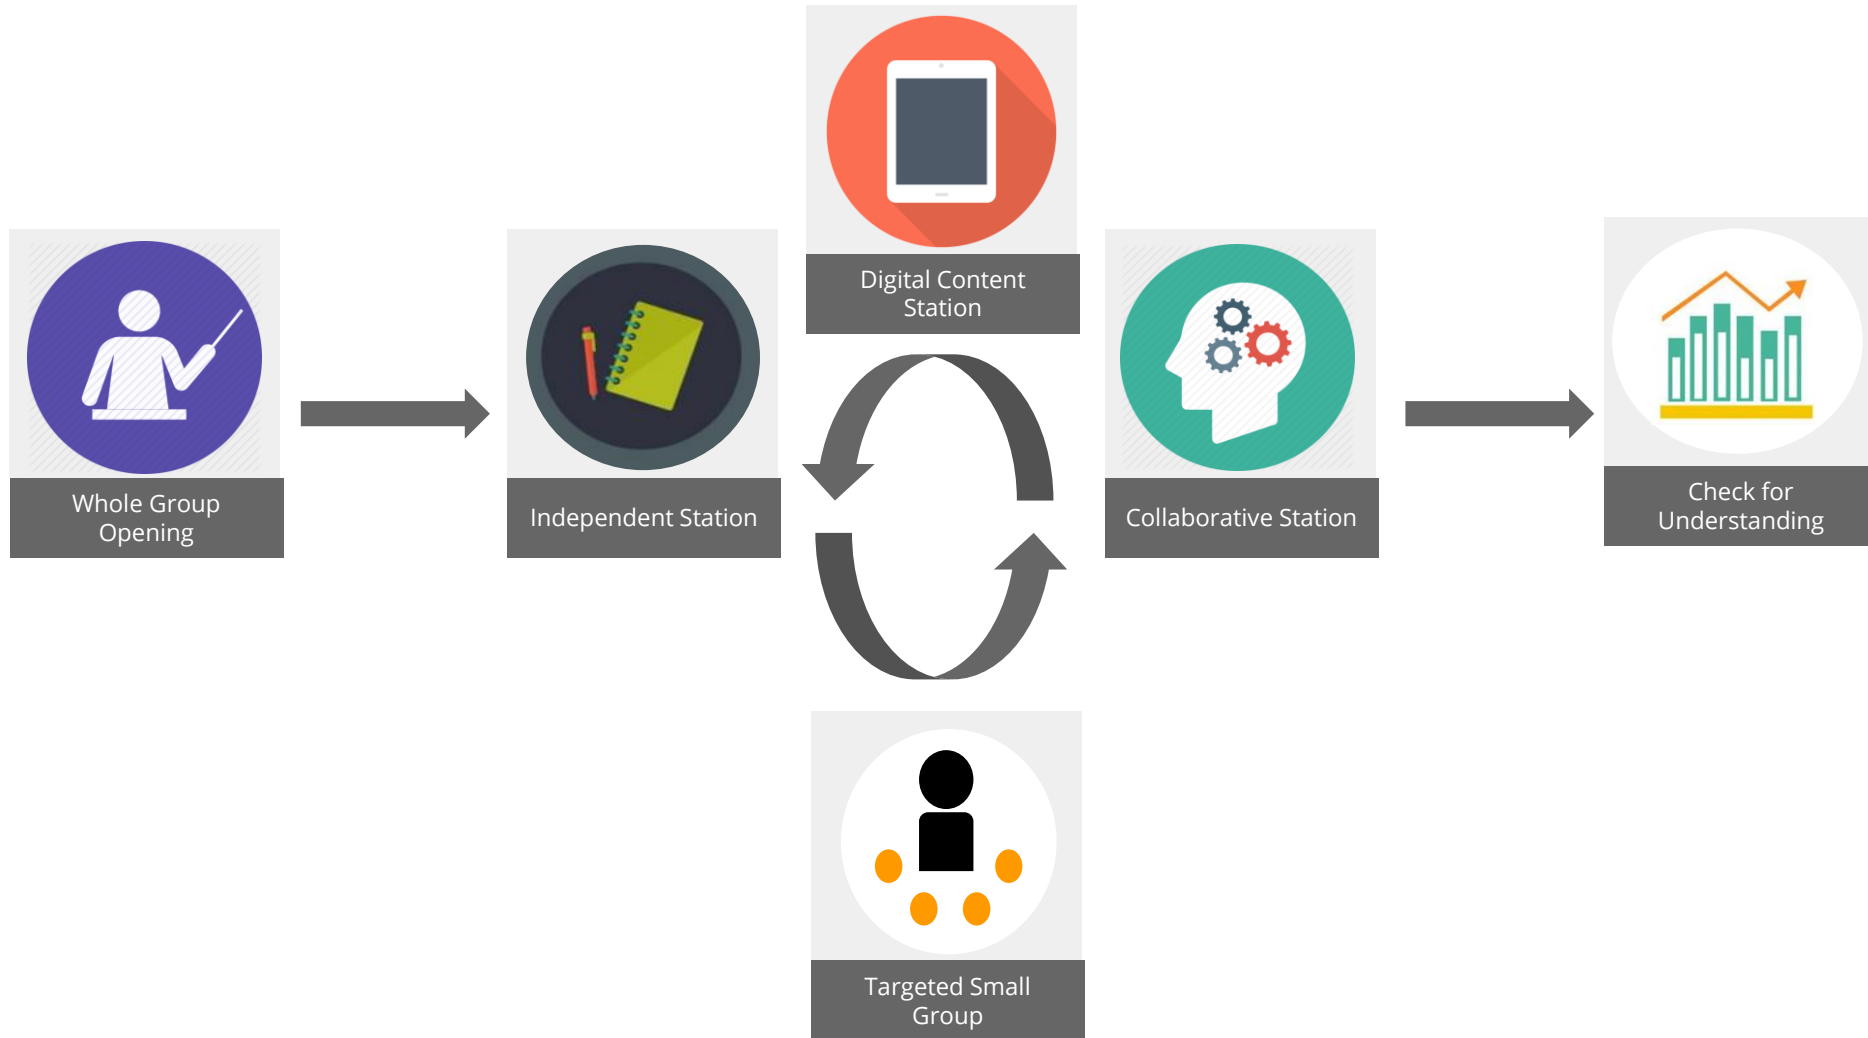 Whole Group
Opening
Independent Station
Digital Content
Station
Collaborative Station
Targeted Small
Group
Check for
Understanding